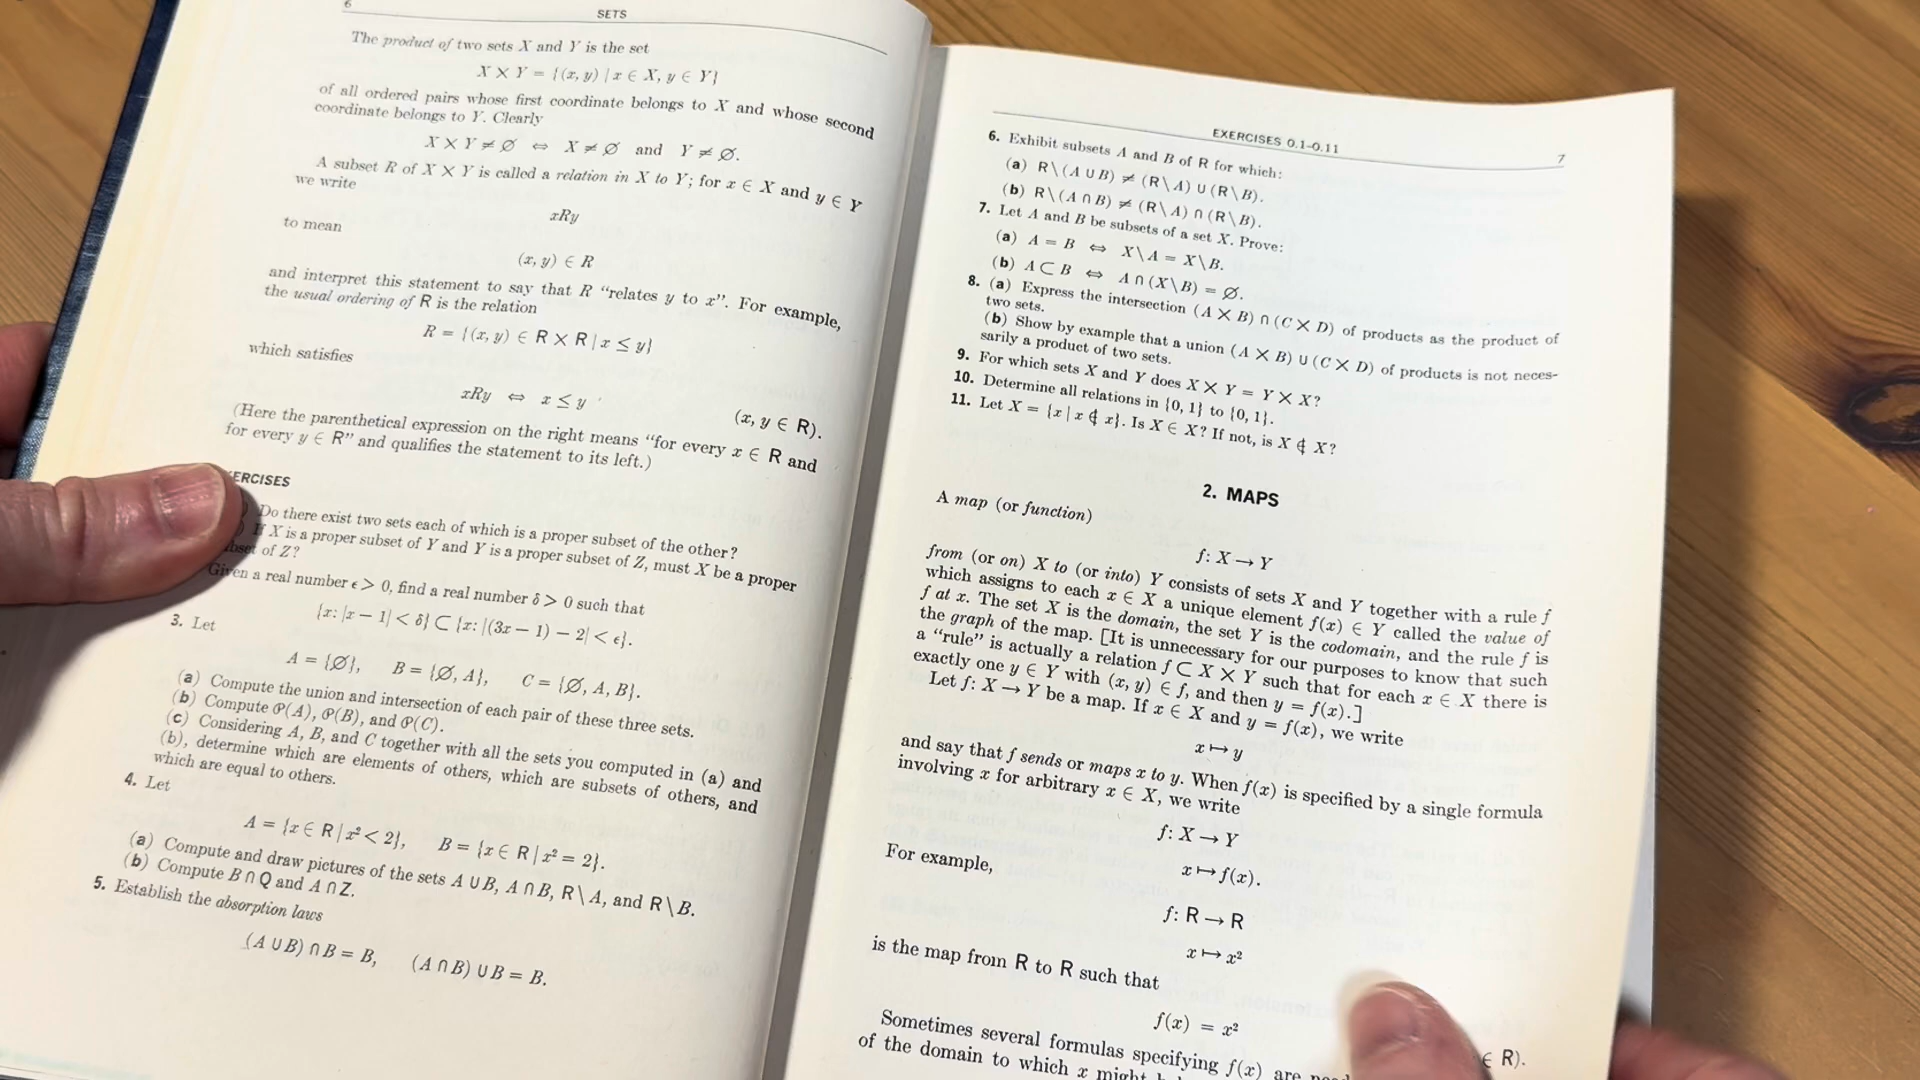 6
SETS
The product of two sets X and Y is the set
X × Y = {(x, y) | x ∈ X, y ∈ Y}
of all ordered pairs whose first coordinate belongs to X and whose second
coordinate belongs to Y. Clearly
X × Y ≠ ∅ ⇔ X ≠ ∅ and Y ≠ ∅.
A subset R of X × Y is called a relation in X to Y; for x ∈ X and y ∈ Y
we write
xRy
to mean
(x, y) ∈ R
and interpret this statement to say that R “relates y to x”. For example,
the usual ordering of R is the relation
R = {(x, y) ∈ R × R | x ≤ y}
which satisfies
xRy ⇔ x ≤ y (x, y ∈ R).
(Here the parenthetical expression on the right means “for every x ∈ R and
for every y ∈ R” and qualifies the statement to its left.)
ERCISES
Do there exist two sets each of which is a proper subset of the other?
If X is a proper subset of Y and Y is a proper subset of Z, must X be a proper
of Z?
Given a real number ϵ > 0, find a real number δ > 0 such that
{x: |x − 1| < δ} ⊂ {x: |(3x − 1) − 2| < ϵ}.
3. Let
A = {∅}, B = {∅, A}, C = {∅, A, B}.
(a) Compute the union and intersection of each pair of these three sets.
(b) Compute 𝒫(A), 𝒫(B), and 𝒫(C).
(c) Considering A, B, and C together with all the sets you computed in (a) and
(b), determine which are elements of others, which are subsets of others, and
which are equal to others.
4. Let
A = {x ∈ R | x² < 2}, B = {x ∈ R | x² = 2}.
(a) Compute and draw pictures of the sets A ∪ B, A ∩ B, R \ A, and R \ B.
(b) Compute B ∩ Q and A ∩ Z.
5. Establish the absorption laws
(A ∪ B) ∩ B = B, (A ∩ B) ∪ B = B.
EXERCISES 0.1–0.11
7
6. Exhibit subsets A and B of R for which:
(a) R \ (A ∪ B) ≠ (R \ A) ∪ (R \ B).
(b) R \ (A ∩ B) ≠ (R \ A) ∩ (R \ B).
7. Let A and B be subsets of a set X. Prove:
(a) A = B ⇔ X \ A = X \ B.
(b) A ⊂ B ⇔ A ∩ (X \ B) = ∅.
8. (a) Express the intersection (A × B) ∩ (C × D) of products as the product of
two sets.
(b) Show by example that a union (A × B) ∪ (C × D) of products is not neces-
sarily a product of two sets.
9. For which sets X and Y does X × Y = Y × X?
10. Determine all relations in {0, 1} to {0, 1}.
11. Let X = {x | x ∉ x}. Is X ∈ X? If not, is X ∉ X?
2. MAPS
A map (or function)
f: X → Y
from (or on) X to (or into) Y consists of sets X and Y together with a rule f
which assigns to each x ∈ X a unique element f(x) ∈ Y called the value of
f at x. The set X is the domain, the set Y is the codomain, and the rule f is
the graph of the map. [It is unnecessary for our purposes to know that such
a “rule” is actually a relation f ⊂ X × Y such that for each x ∈ X there is
exactly one y ∈ Y with (x, y) ∈ f, and then y = f(x).]
Let f: X → Y be a map. If x ∈ X and y = f(x), we write
x ↦ y
and say that f sends or maps x to y. When f(x) is specified by a single formula
involving x for arbitrary x ∈ X, we write
f: X → Y
x ↦ f(x).
For example,
f: R → R
x ↦ x²
is the map from R to R such that
f(x) = x² ∈ R).
Sometimes several formulas specifying f(x) are
of the domain to which x might